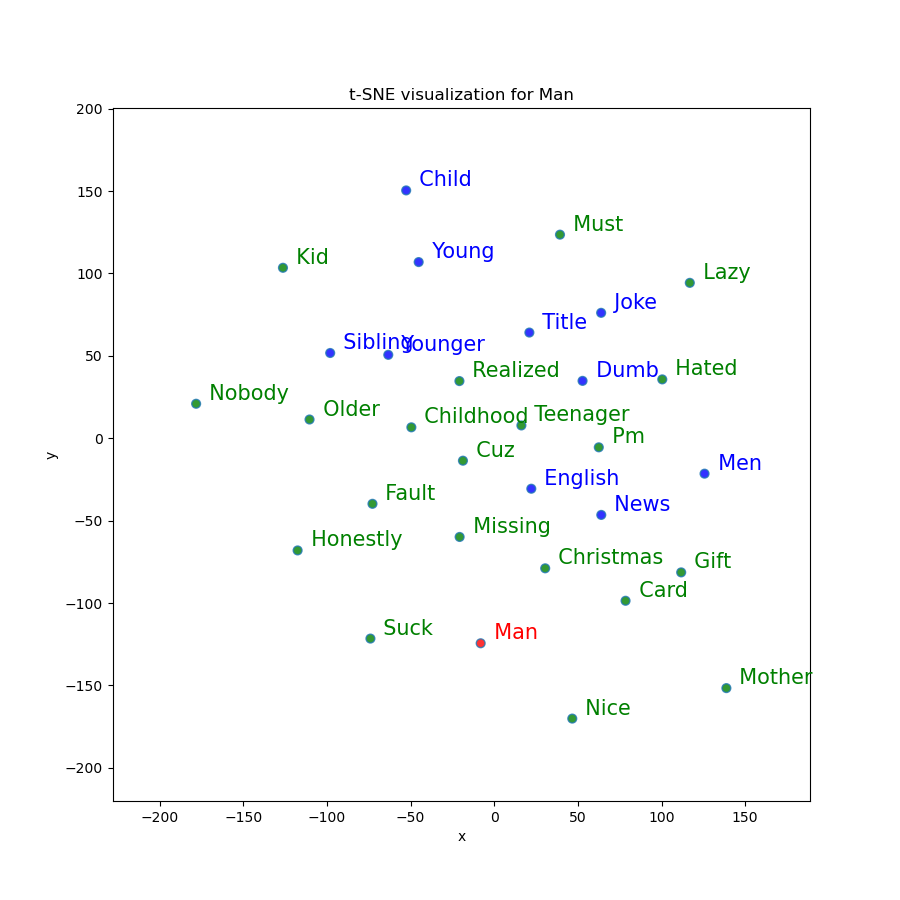 t-SNE visualization for Man
200
150
100
50
0
−50
−100
−150
−200
y
Child
Must
Young
Kid
Lazy
Joke
Title
Sibling
Younger
Realized
Dumb
Hated
Nobody
Older
Childhood
Teenager
Pm
Cuz
Men
English
Fault
News
Missing
Honestly
Christmas
Gift
Card
Suck
Man
Mother
Nice
−200 −150 −100 −50 0 50 100 150
x